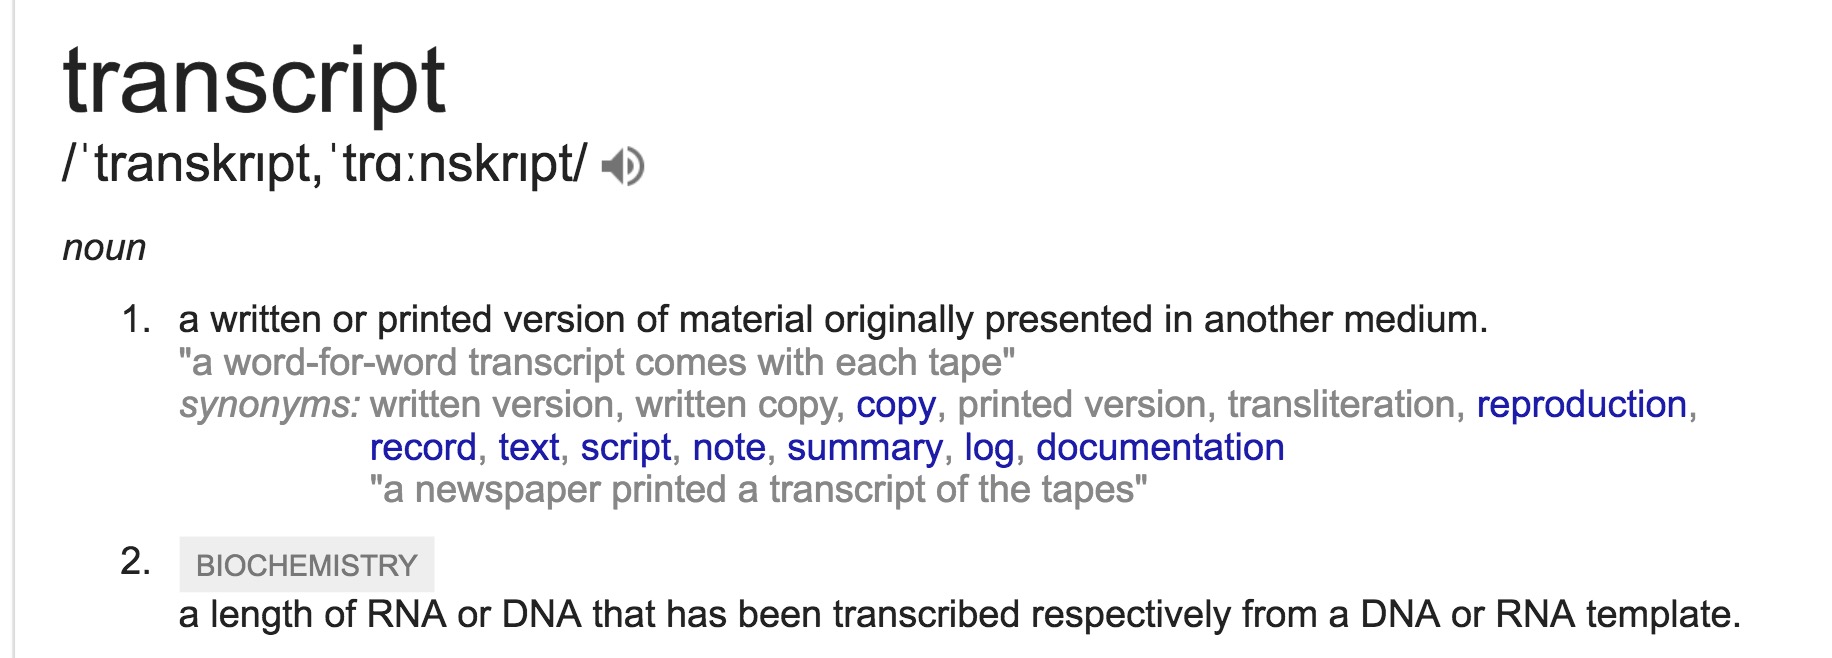 transcript
/ˈtranskrɪpt,ˈtrɑːnskrɪpt/
noun
1. a written or printed version of material originally presented in another medium.
"a word-for-word transcript comes with each tape"
synonyms: written version, written copy, copy, printed version, transliteration, reproduction,
record, text, script, note, summary, log, documentation
"a newspaper printed a transcript of the tapes"
2. BIOCHEMISTRY
a length of RNA or DNA that has been transcribed respectively from a DNA or RNA template.